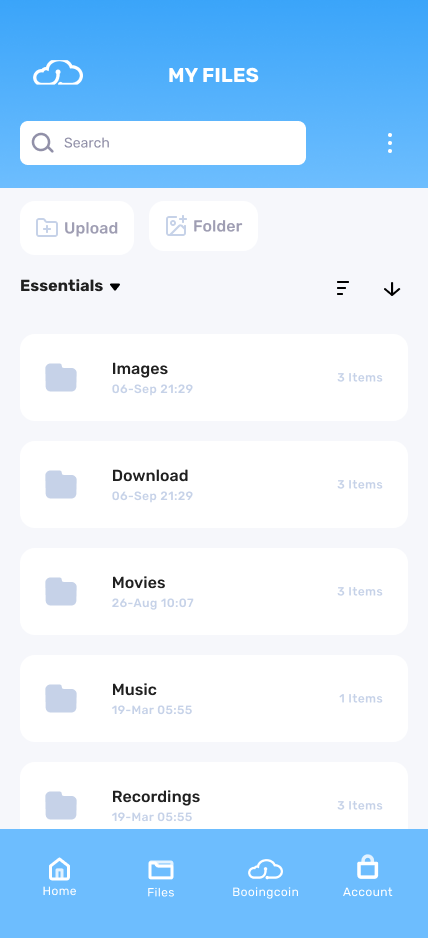 MY FILES
Search
Upload
Folder
Essentials
Images
06-Sep 21:29
3 Items
Download
06-Sep 21:29
3 Items
Movies
26-Aug 10:07
3 Items
Music
19-Mar 05:55
1 Items
Recordings
19-Mar 05:55
3 Items
Home
Files
Booingcoin
Account